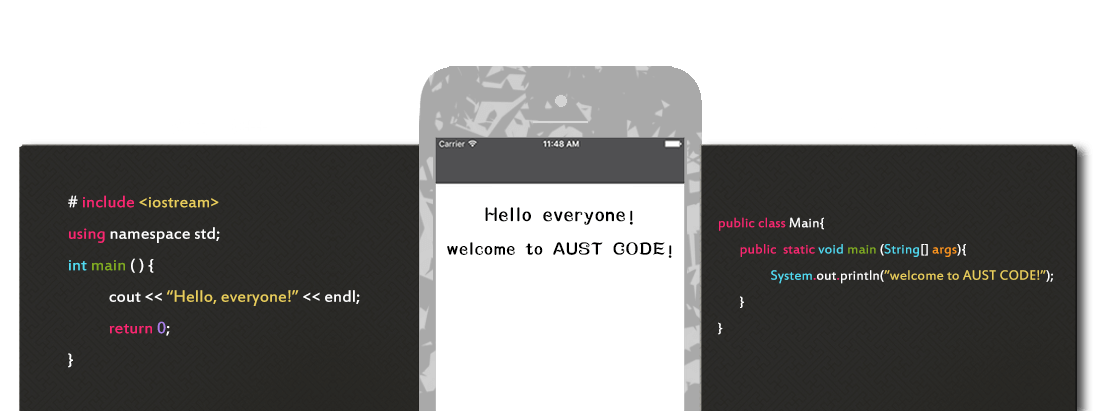 # include <iostream>
using namespace std;
int main ( ) {
cout << “Hello, everyone!” << endl;
return 0;
}
Carrier 11:48 AM
Hello everyone!
welcome to AUST CODE!
public class Main{
public static void main (String[] args){
System.out.println(”welcome to AUST CODE!”);
}
}